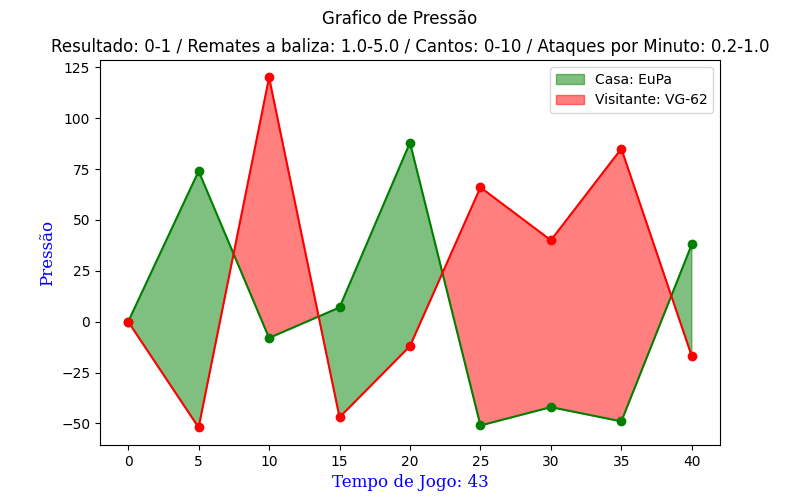 Grafico de Pressão
Resultado: 0-1 / Remates a baliza: 1.0-5.0 / Cantos: 0-10 / Ataques por Minuto: 0.2-1.0
Casa: EuPa
Visitante: VG-62
125
100
75
50
25
0
−25
−50
Pressão
0 5 10 15 20 25 30 35 40
Tempo de Jogo: 43